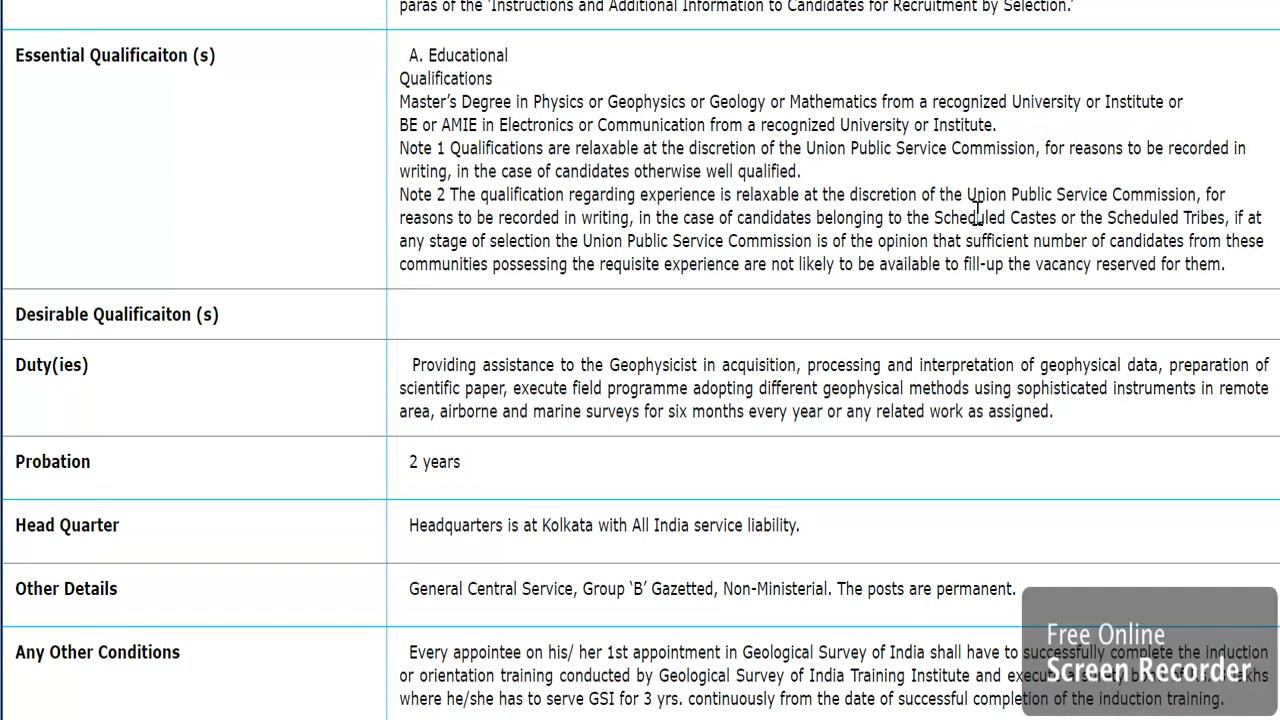 paras of the 'Instructions and Additional Information to Candidates for Recruitment by Selection.'
Essential Qualificaiton (s)
A. Educational
Qualifications
Master's Degree in Physics or Geophysics or Geology or Mathematics from a recognized University or Institute or
BE or AMIE in Electronics or Communication from a recognized University or Institute.
Note 1 Qualifications are relaxable at the discretion of the Union Public Service Commission, for reasons to be recorded in
writing, in the case of candidates otherwise well qualified.
Note 2 The qualification regarding experience is relaxable at the discretion of the Union Public Service Commission, for
reasons to be recorded in writing, in the case of candidates belonging to the Scheduled Castes or the Scheduled Tribes, if at
any stage of selection the Union Public Service Commission is of the opinion that sufficient number of candidates from these
communities possessing the requisite experience are not likely to be available to fill-up the vacancy reserved for them.
Desirable Qualificaiton (s)
Duty(ies)
Providing assistance to the Geophysicist in acquisition, processing and interpretation of geophysical data, preparation of
scientific paper, execute field programme adopting different geophysical methods using sophisticated instruments in remote
area, airborne and marine surveys for six months every year or any related work as assigned.
Probation
2 years
Head Quarter
Headquarters is at Kolkata with All India service liability.
Other Details
General Central Service, Group 'B' Gazetted, Non-Ministerial. The posts are permanent.
Any Other Conditions
Every appointee on his/ her 1st appointment in Geological Survey of India shall have to successfully complete the induction
or orientation training conducted by Geological Survey of India Training Institute and execute a surety bond of lakhs
where he/she has to serve GSI for 3 yrs. continuously from the date of successful completion of the induction training.
Free Online
Screen Recorder